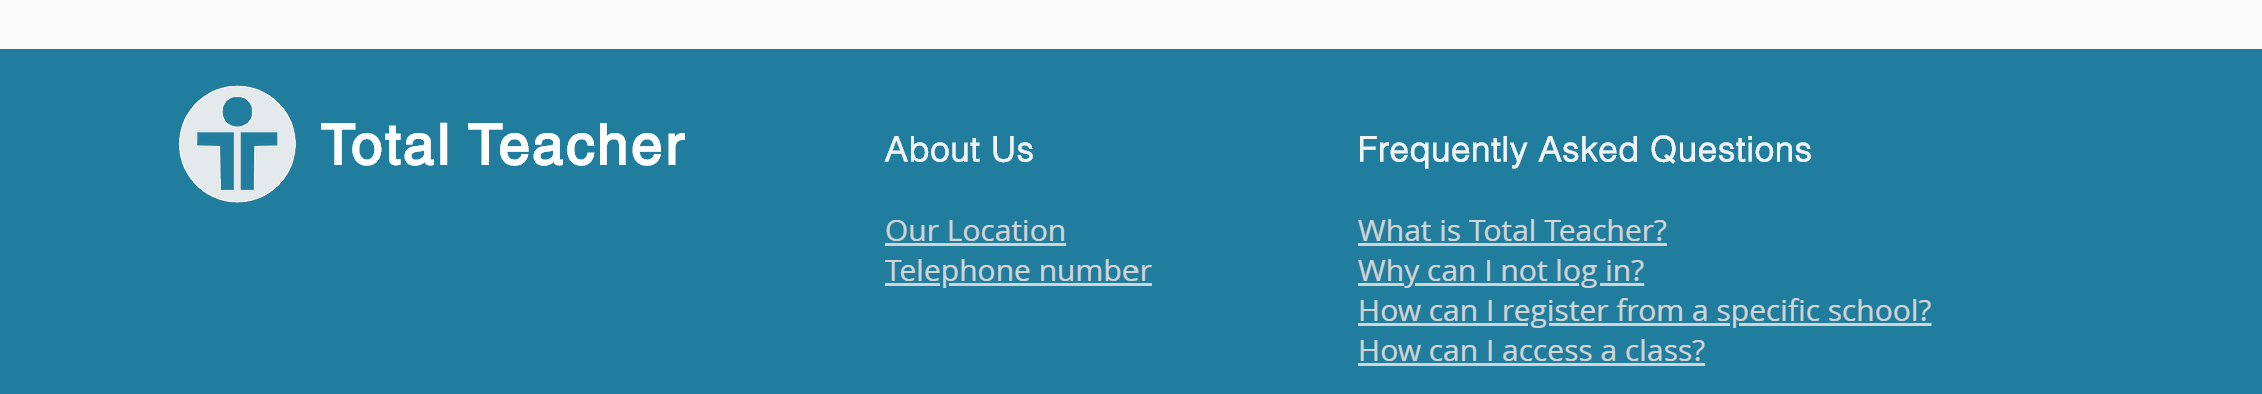 Total Teacher
About Us
Our Location
Telephone number
Frequently Asked Questions
What is Total Teacher?
Why can I not log in?
How can I register from a specific school?
How can I access a class?